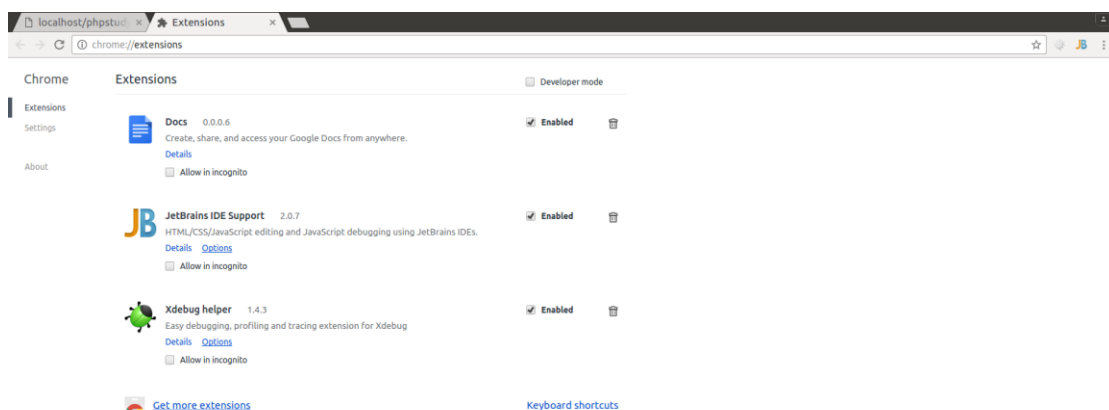 localhost/phpstud
Extensions
chrome://extensions
JB
Chrome
Extensions
Developer mode
Extensions
Settings
About
Docs 0.0.0.6
Enabled
Create, share, and access your Google Docs from anywhere.
Details
Allow in incognito
JB
JetBrains IDE Support 2.0.7
Enabled
HTML/CSS/JavaScript editing and JavaScript debugging using JetBrains IDEs.
Details Options
Allow in incognito
Xdebug helper 1.4.3
Enabled
Easy debugging, profiling and tracing extension for Xdebug
Details Options
Allow in incognito
Get more extensions
Keyboard shortcuts